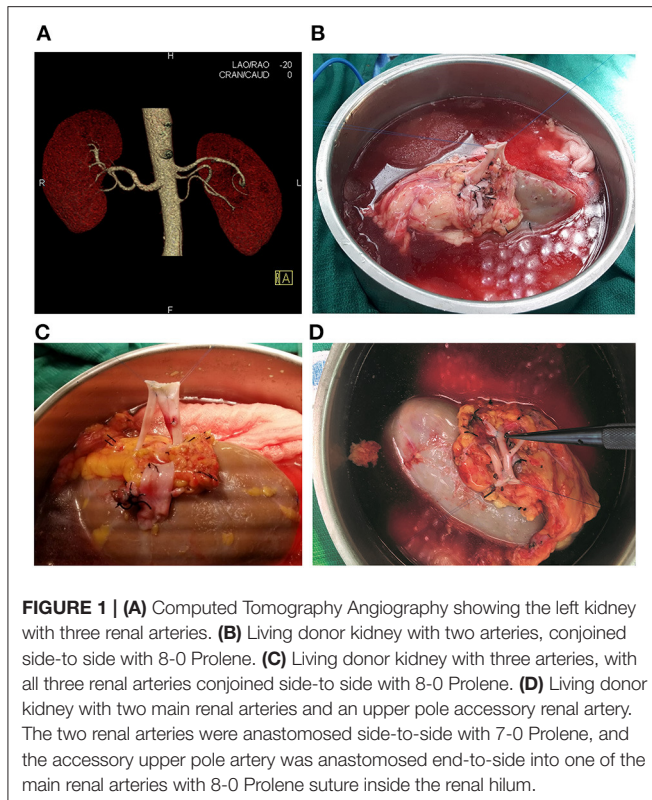 A
H
LAO/RAO -20
CRAN/CAUD 0
R
L
A
F
B
C
D
FIGURE 1 | (A) Computed Tomography Angiography showing the left kidney
with three renal arteries. (B) Living donor kidney with two arteries, conjoined
side-to side with 8-0 Prolene. (C) Living donor kidney with three arteries, with
all three renal arteries conjoined side-to side with 8-0 Prolene. (D) Living donor
kidney with two main renal arteries and an upper pole accessory renal artery.
The two renal arteries were anastomosed side-to-side with 7-0 Prolene, and
the accessory upper pole artery was anastomosed end-to-side into one of the
main renal arteries with 8-0 Prolene suture inside the renal hilum.